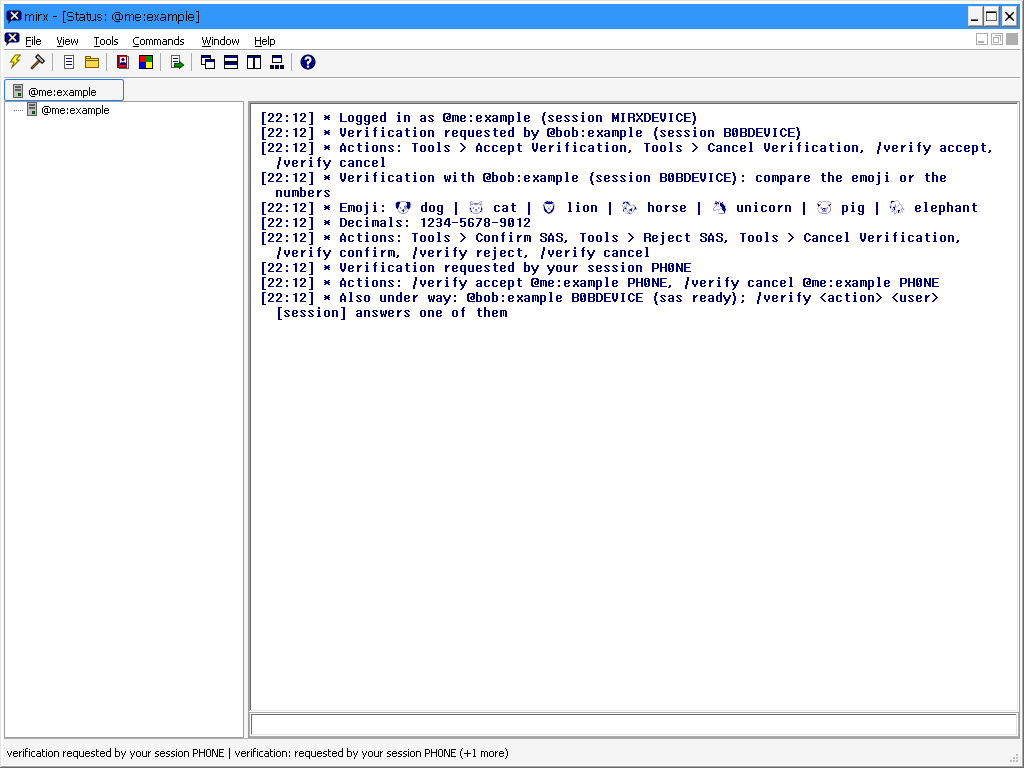 mirx - [Status: @me:example]
File View Tools Commands Window Help
@me:example
@me:example
[22:12] * Logged in as @me:example (session MIRXDEVICE)
[22:12] * Verification requested by @bob:example (session B0BDEVICE)
[22:12] * Actions: Tools > Accept Verification, Tools > Cancel Verification, /verify accept,
/verify cancel
[22:12] * Verification with @bob:example (session B0BDEVICE): compare the emoji or the
numbers
[22:12] * Emoji: 🐶 dog | 🐱 cat | 🦁 lion | 🐎 horse | 🦄 unicorn | 🐷 pig | 🐘 elephant
[22:12] * Decimals: 1234-5678-9012
[22:12] * Actions: Tools > Confirm SAS, Tools > Reject SAS, Tools > Cancel Verification,
/verify confirm, /verify reject, /verify cancel
[22:12] * Verification requested by your session PH0NE
[22:12] * Actions: /verify accept @me:example PH0NE, /verify cancel @me:example PH0NE
[22:12] * Also under way: @bob:example B0BDEVICE (sas ready); /verify <action> <user>
[session] answers one of them
verification requested by your session PH0NE | verification: requested by your session PH0NE (+1 more)